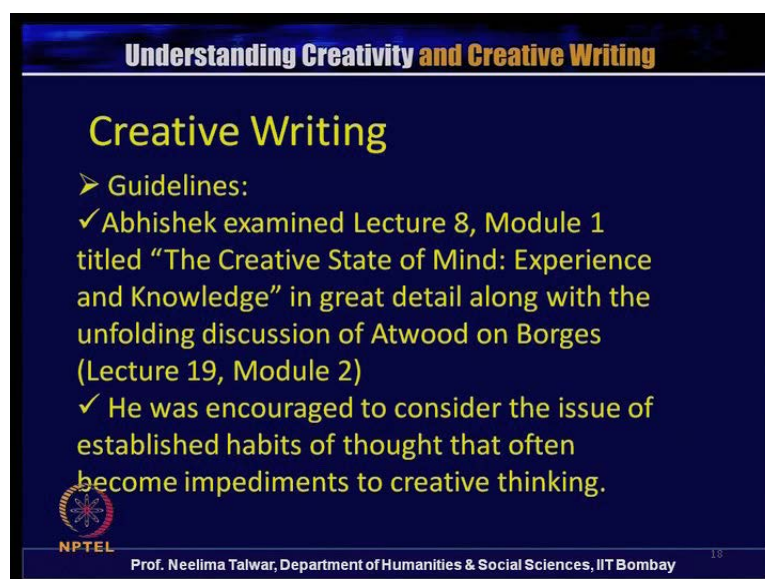 Understanding Creativity and Creative Writing
Creative Writing
➢ Guidelines:
✓Abhishek examined Lecture 8, Module 1
titled “The Creative State of Mind: Experience
and Knowledge” in great detail along with the
unfolding discussion of Atwood on Borges
(Lecture 19, Module 2)
✓ He was encouraged to consider the issue of
established habits of thought that often
become impediments to creative thinking.
NPTEL
18
Prof. Neelima Talwar, Department of Humanities & Social Sciences, IIT Bombay